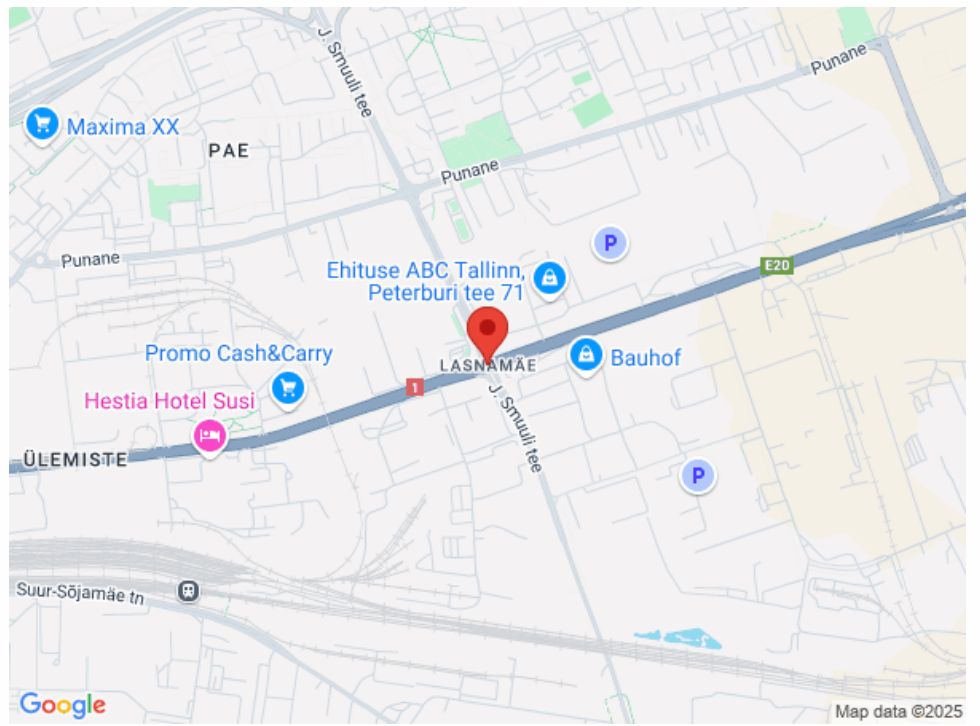 J. Smuuli tee
Punane
Maxima XX
PAE
Punane
Punane
P
Ehituse ABC Tallinn,
Peterburi tee 71
E20
Promo Cash&Carry
LASNAMÄE
Bauhof
1
Hestia Hotel Susi
J. Smuuli tee
ÜLEMISTE
P
Suur-Sõjamäe tn
Google
Map data ©2025